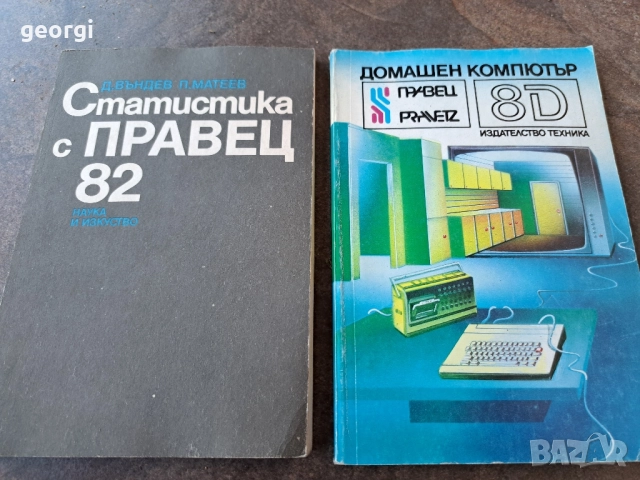 georgi
Д. ВЪНДЕВ П. МАТЕЕВ
Статистика
с ПРАВЕЦ
82
НАУКА
И ИЗКУСТВО
ДОМАШЕН КОМПЮТЪР
ПРАВЕЦ
PRAVETZ
8D
ИЗДАТЕЛСТВО ТЕХНИКА
BAZAR